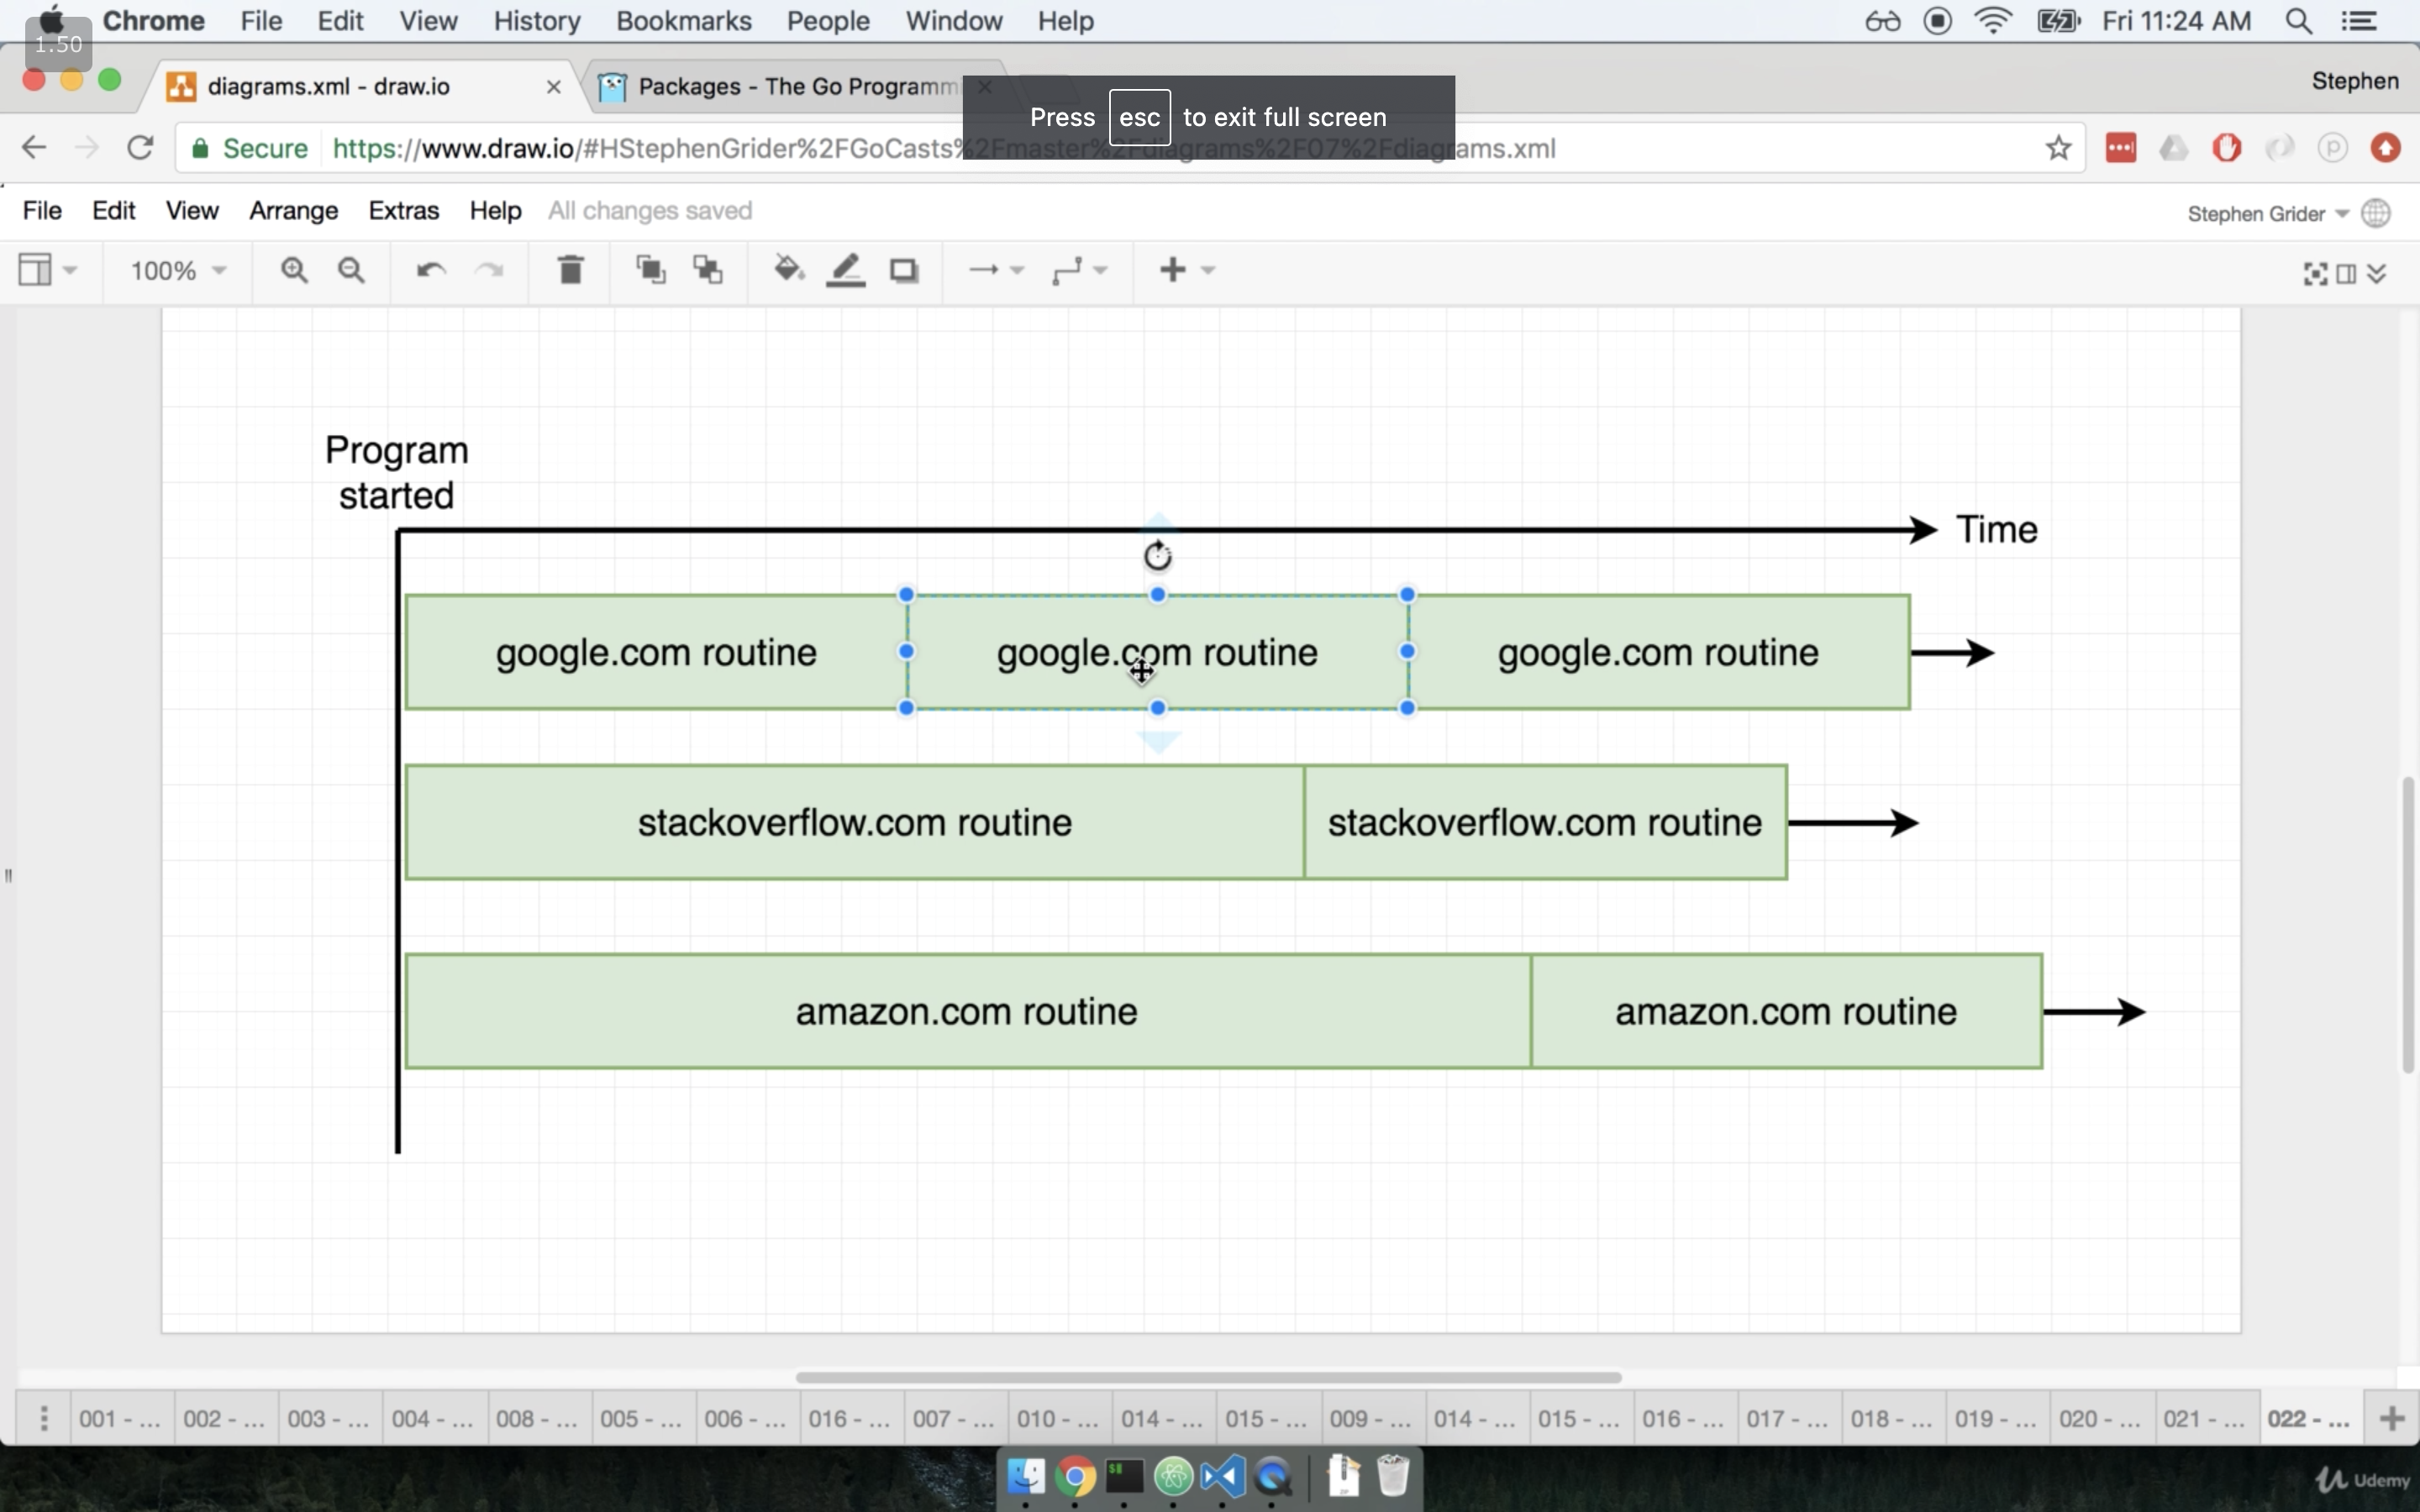 Chrome File Edit View History Bookmarks People Window Help Fri 11:24 AM
1.50
diagrams.xml - draw.io Packages - The Go Programm Stephen
Press esc to exit full screen
Secure https://www.draw.io/#HStephenGrider%2FGoCasts%2Fmaster%2Fdiagrams%2F07%2Fdiagrams.xml
File Edit View Arrange Extras Help All changes saved Stephen Grider
100%
Program
started
Time
google.com routine google.com routine google.com routine
stackoverflow.com routine stackoverflow.com routine
amazon.com routine amazon.com routine
001 - ... 002 - ... 003 - ... 004 - ... 008 - ... 005 - ... 006 - ... 016 - ... 007 - ... 010 - ... 014 - ... 015 - ... 009 - ... 014 - ... 015 - ... 016 - ... 017 - ... 018 - ... 019 - ... 020 - ... 021 - ... 022 - ...
Udemy